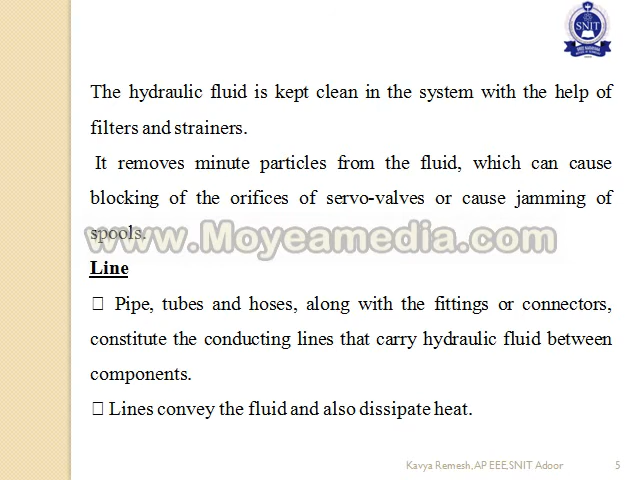 SNIT
The hydraulic fluid is kept clean in the system with the help of
filters and strainers.
It removes minute particles from the fluid, which can cause
blocking of the orifices of servo-valves or cause jamming of
spools.
www.Moyeamedia.com
Line
□ Pipe, tubes and hoses, along with the fittings or connectors,
constitute the conducting lines that carry hydraulic fluid between
components.
□ Lines convey the fluid and also dissipate heat.
Kavya Remesh,AP EEE,SNIT Adoor 5